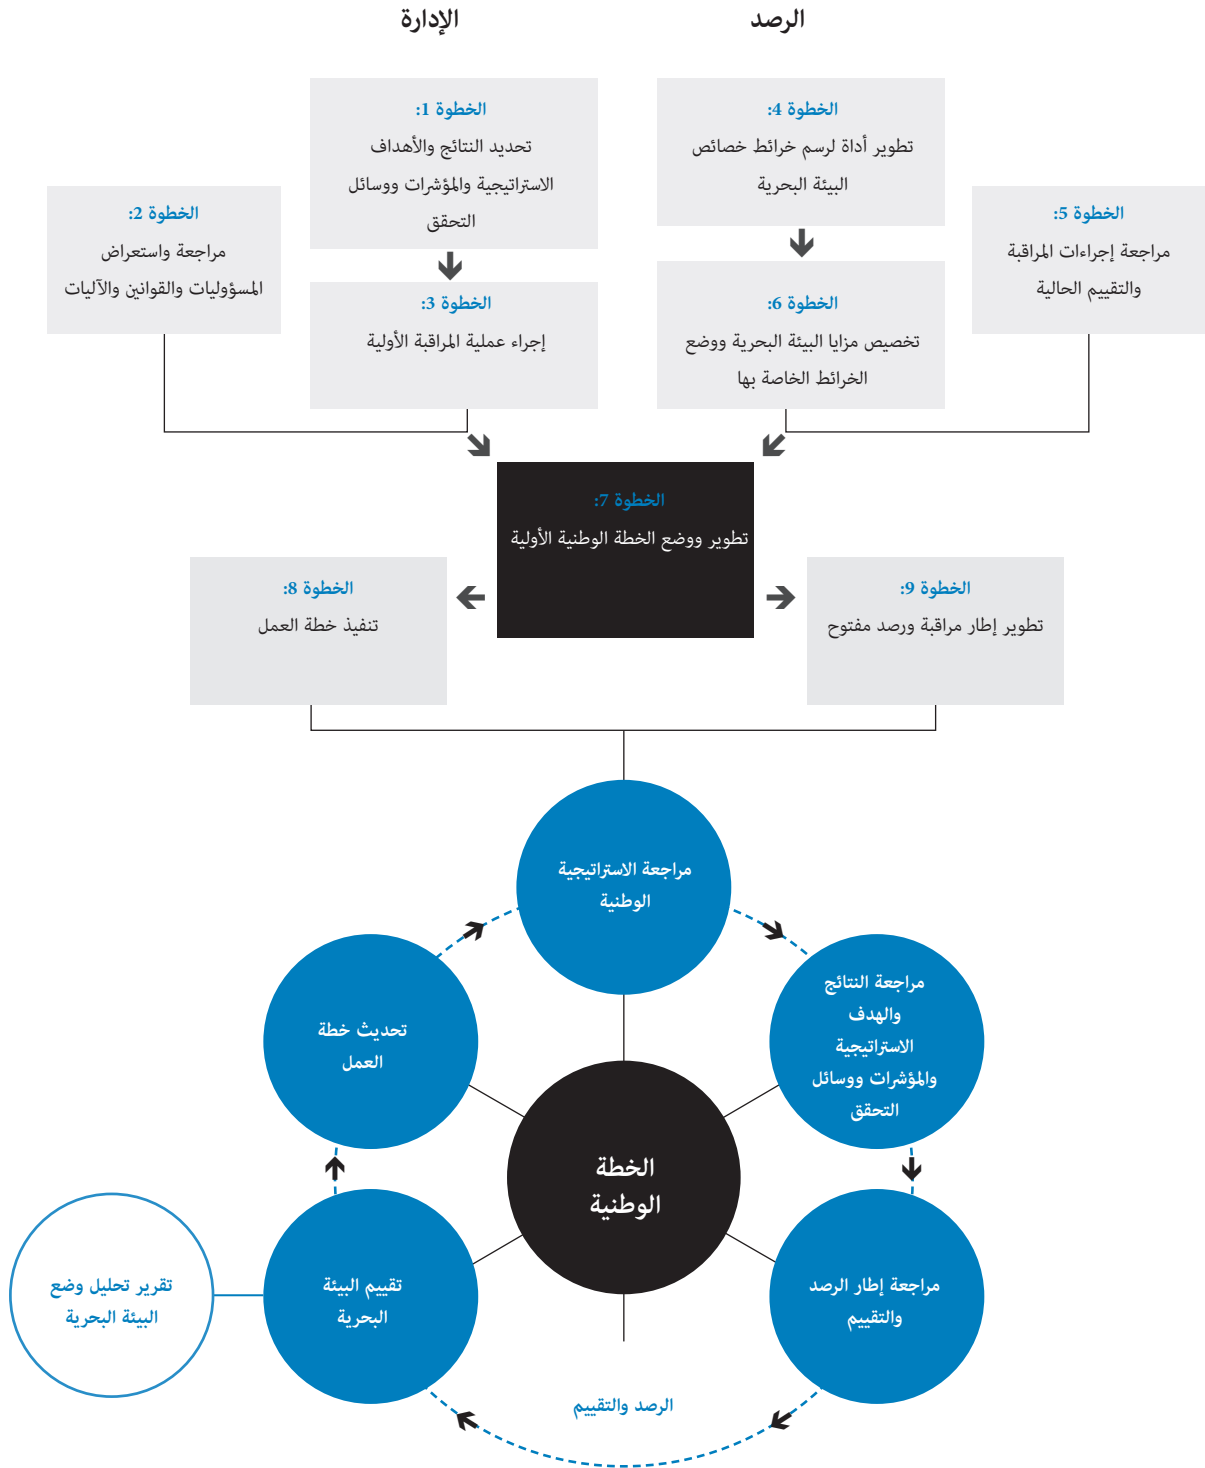 الرصد
الإدارة
الخطوة 1:
تحديد النتائج والأهداف
الاستراتيجية والمؤشرات ووسائل
التحقق
الخطوة 2:
مراجعة واستعراض
المسؤوليات والقوانين والآليات
الخطوة 3:
إجراء عملية المراقبة الأولية
الخطوة 4:
تطوير أداة لرسم خرائط خصائص
البيئة البحرية
الخطوة 5:
مراجعة إجراءات المراقبة
والتقييم الحالية
الخطوة 6:
تخصيص مزايا البيئة البحرية ووضع
الخرائط الخاصة بها
الخطوة 7:
تطوير ووضع الخطة الوطنية الأولية
الخطوة 8:
تنفيذ خطة العمل
الخطوة 9:
تطوير إطار مراقبة ورصد مفتوح
مراجعة الاستراتيجية
الوطنية
مراجعة النتائج
والهدف
الاستراتيجية
والمؤشرات ووسائل
التحقق
مراجعة إطار الرصد
والتقييم
الرصد والتقييم
تقييم البيئة
البحرية
تقرير تحليل وضع
البيئة البحرية
تحديث خطة
العمل
الخطة
الوطنية